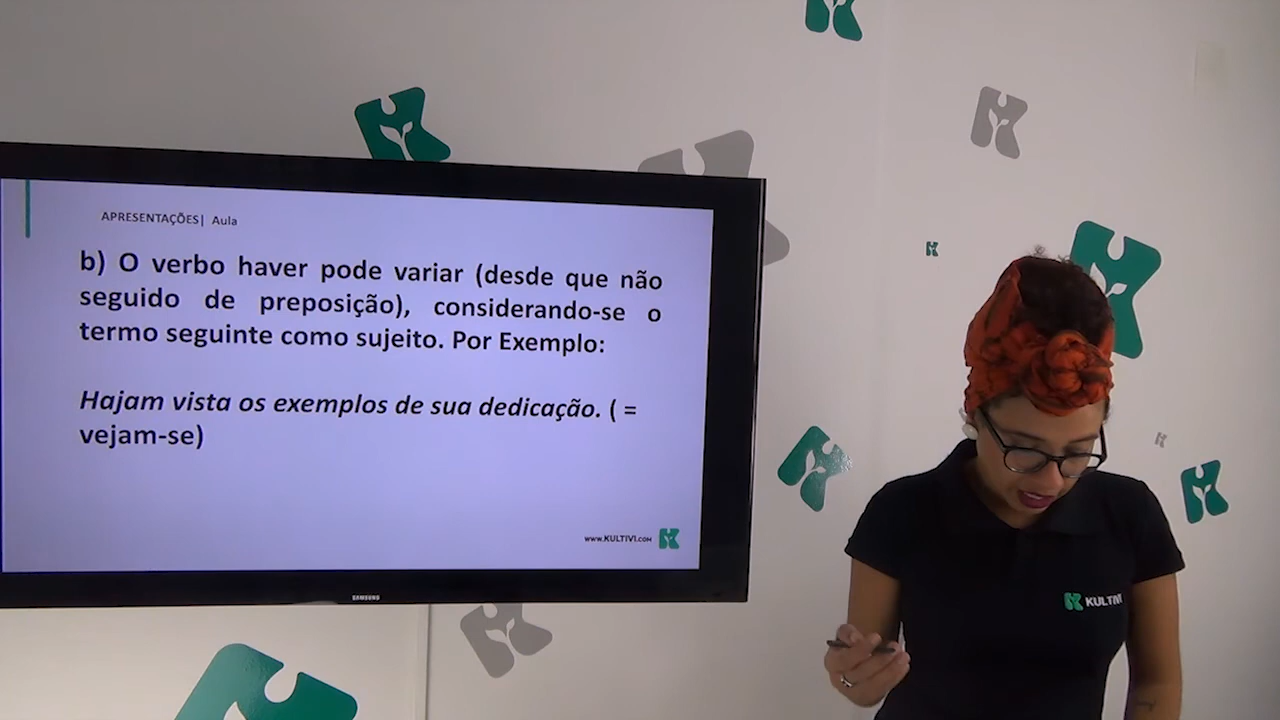 APRESENTAÇÕES| Aula
b) O verbo haver pode variar (desde que não
seguido de preposição), considerando-se o
termo seguinte como sujeito. Por Exemplo:
Hajam vista os exemplos de sua dedicação. ( =
vejam-se)
www.KULTIVI.com
SAMSUNG
KULTIVI